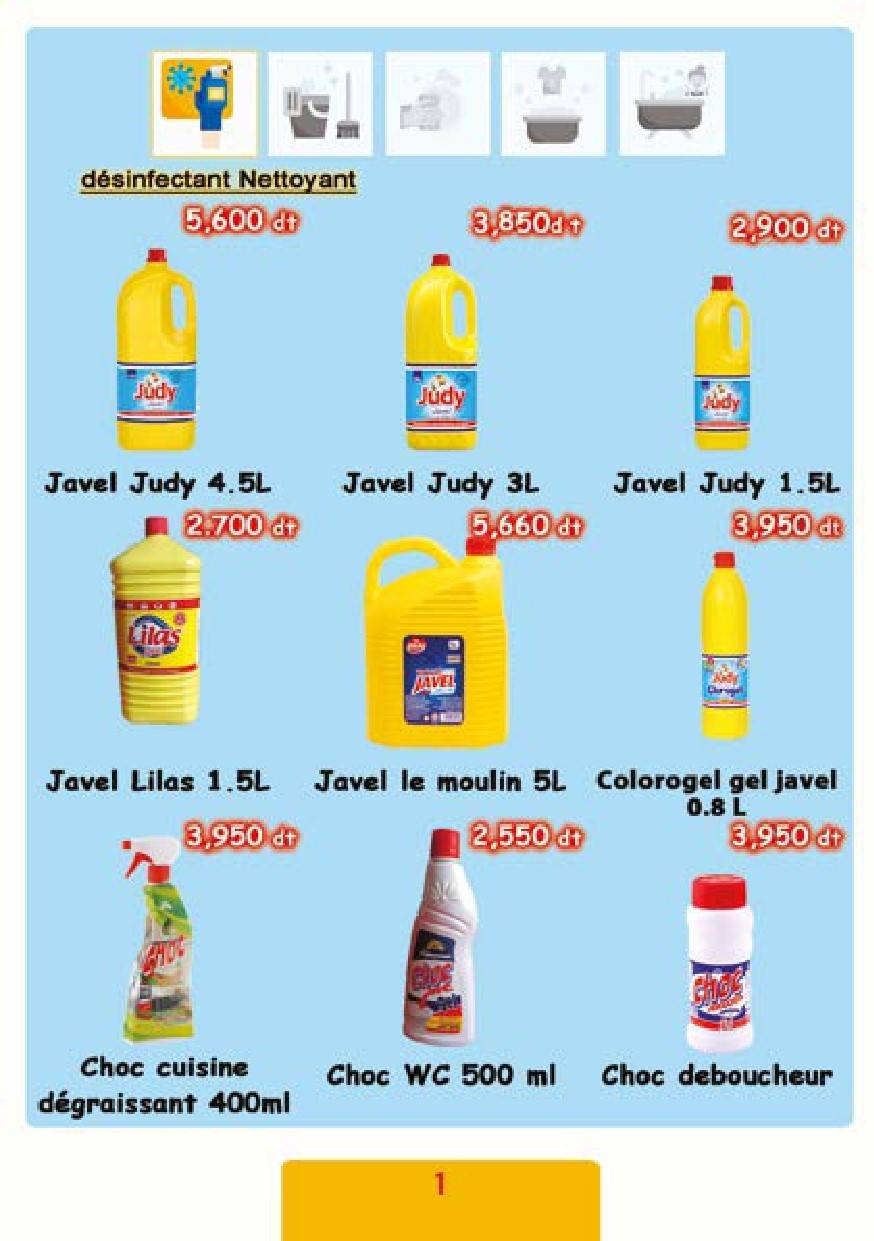 désinfectant Nettoyant
5,600 dt
3,850d t
2,900 dt
Judy
Judy
Judy
Javel Judy 4.5L
Javel Judy 3L
Javel Judy 1.5L
2.700 dt
5,660 dt
3,950 dt
Lilas
JAVEL
Judy
Javel Lilas 1.5L
Javel le moulin 5L
Colorogel gel javel
0.8 L
3,950 dt
2,550 dt
3,950 dt
CHOC
Choc
choc
Choc cuisine
dégraissant 400ml
Choc WC 500 ml
Choc deboucheur
1